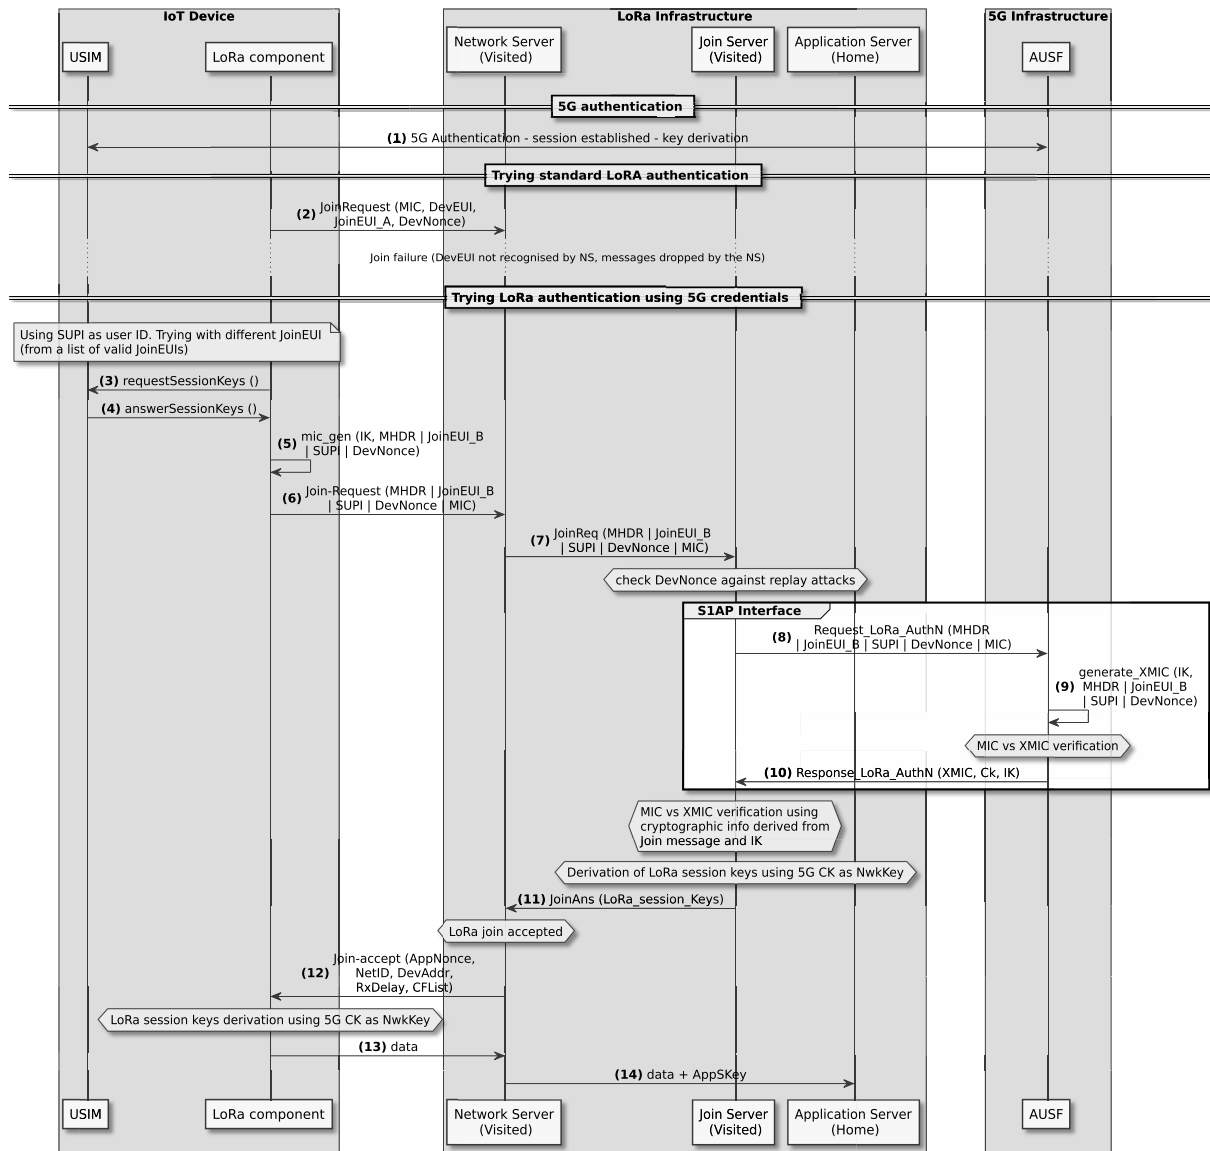 IoT Device
LoRa Infrastructure
5G Infrastructure
USIM
LoRa component
Network Server
(Visited)
Join Server
(Visited)
Application Server
(Home)
AUSF
5G authentication
(1) 5G Authentication - session established - key derivation
Trying standard LoRA authentication
(2) JoinRequest (MIC, DevEUI,
JoinEUI_A, DevNonce)
Join failure (DevEUI not recognised by NS, messages dropped by the NS)
Trying LoRa authentication using 5G credentials
Using SUPI as user ID. Trying with different JoinEUI
(from a list of valid JoinEUIs)
(3) requestSessionKeys ()
(4) answerSessionKeys ()
(5) mic_gen (IK, MHDR | JoinEUI_B
| SUPI | DevNonce)
(6) Join-Request (MHDR | JoinEUI_B
| SUPI | DevNonce | MIC)
(7) JoinReq (MHDR | JoinEUI_B
| SUPI | DevNonce | MIC)
check DevNonce against replay attacks
S1AP Interface
(8) Request_LoRa_AuthN (MHDR
| JoinEUI_B | SUPI | DevNonce | MIC)
(9) generate_XMIC (IK,
MHDR | JoinEUI_B
| SUPI | DevNonce)
MIC vs XMIC verification
(10) Response_LoRa_AuthN (XMIC, Ck, IK)
MIC vs XMIC verification using
cryptographic info derived from
Join message and IK
Derivation of LoRa session keys using 5G CK as NwkKey
(11) JoinAns (LoRa_session_Keys)
LoRa join accepted
(12) Join-accept (AppNonce,
NetID, DevAddr,
RxDelay, CFList)
LoRa session keys derivation using 5G CK as NwkKey
(13) data
(14) data + AppSKey
USIM
LoRa component
Network Server
(Visited)
Join Server
(Visited)
Application Server
(Home)
AUSF